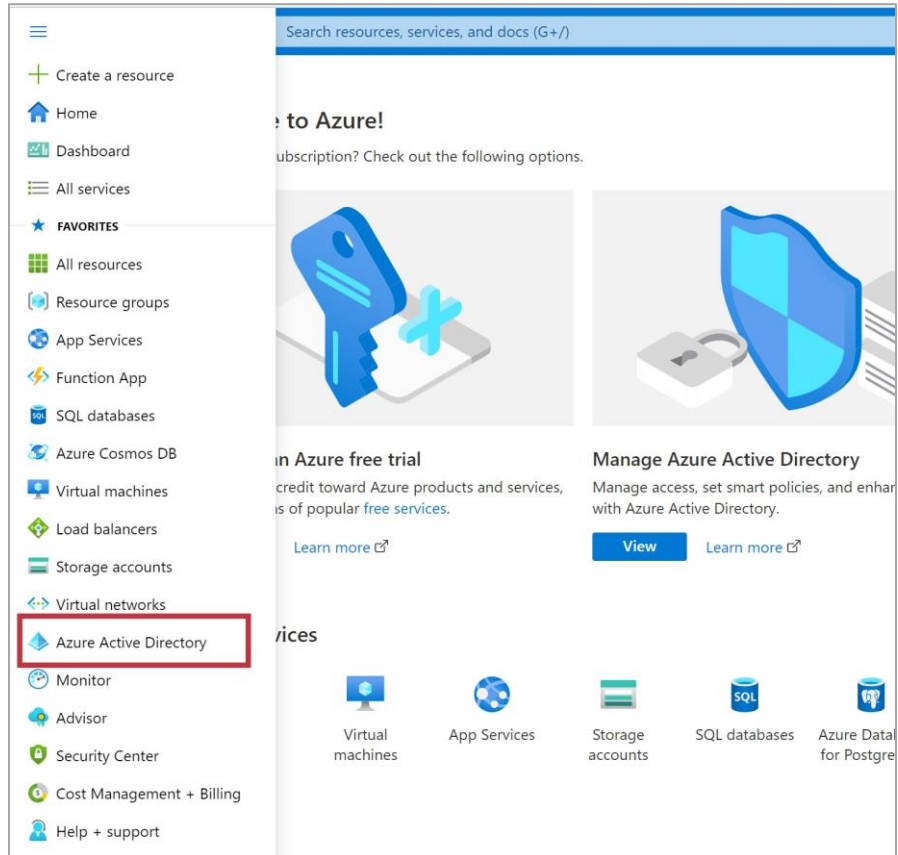 Search resources, services, and docs (G+/)
Create a resource
Home
Dashboard
All services
FAVORITES
All resources
Resource groups
App Services
Function App
SQL databases
Azure Cosmos DB
Virtual machines
Load balancers
Storage accounts
Virtual networks
Azure Active Directory
Monitor
Advisor
Security Center
Cost Management + Billing
Help + support
to Azure!
Check out the following options.
Azure free trial
credit toward Azure products and services,
of popular free services.
Learn more
Manage Azure Active Directory
Manage access, set smart policies, and
with Azure Active Directory.
View
Learn more
Virtual
machines
App Services
Storage
accounts
SQL
SQL databases
Azure
for